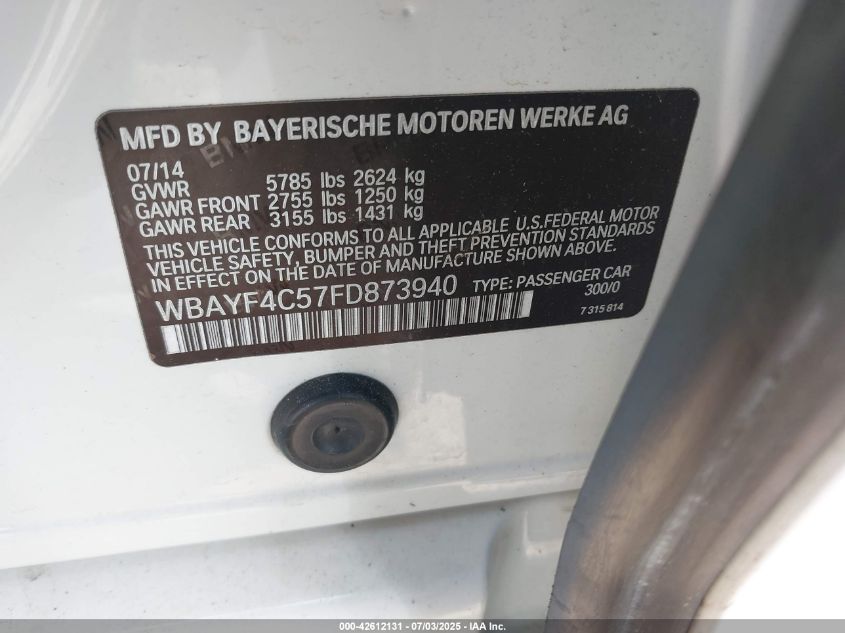 MFD BY BAYERISCHE MOTOREN WERKE AG
07/14
GVWR 5785 lbs 2624 kg
GAWR FRONT 2755 lbs 1250 kg
GAWR REAR 3155 lbs 1431 kg
THIS VEHICLE CONFORMS TO ALL APPLICABLE U.S.FEDERAL MOTOR
VEHICLE SAFETY, BUMPER AND THEFT PREVENTION STANDARDS
IN EFFECT ON THE DATE OF MANUFACTURE SHOWN ABOVE.
WBAYF4C57FD873940 TYPE: PASSENGER CAR
300/0
7 315 814
000-42612131 - 07/03/2025 - IAA Inc.